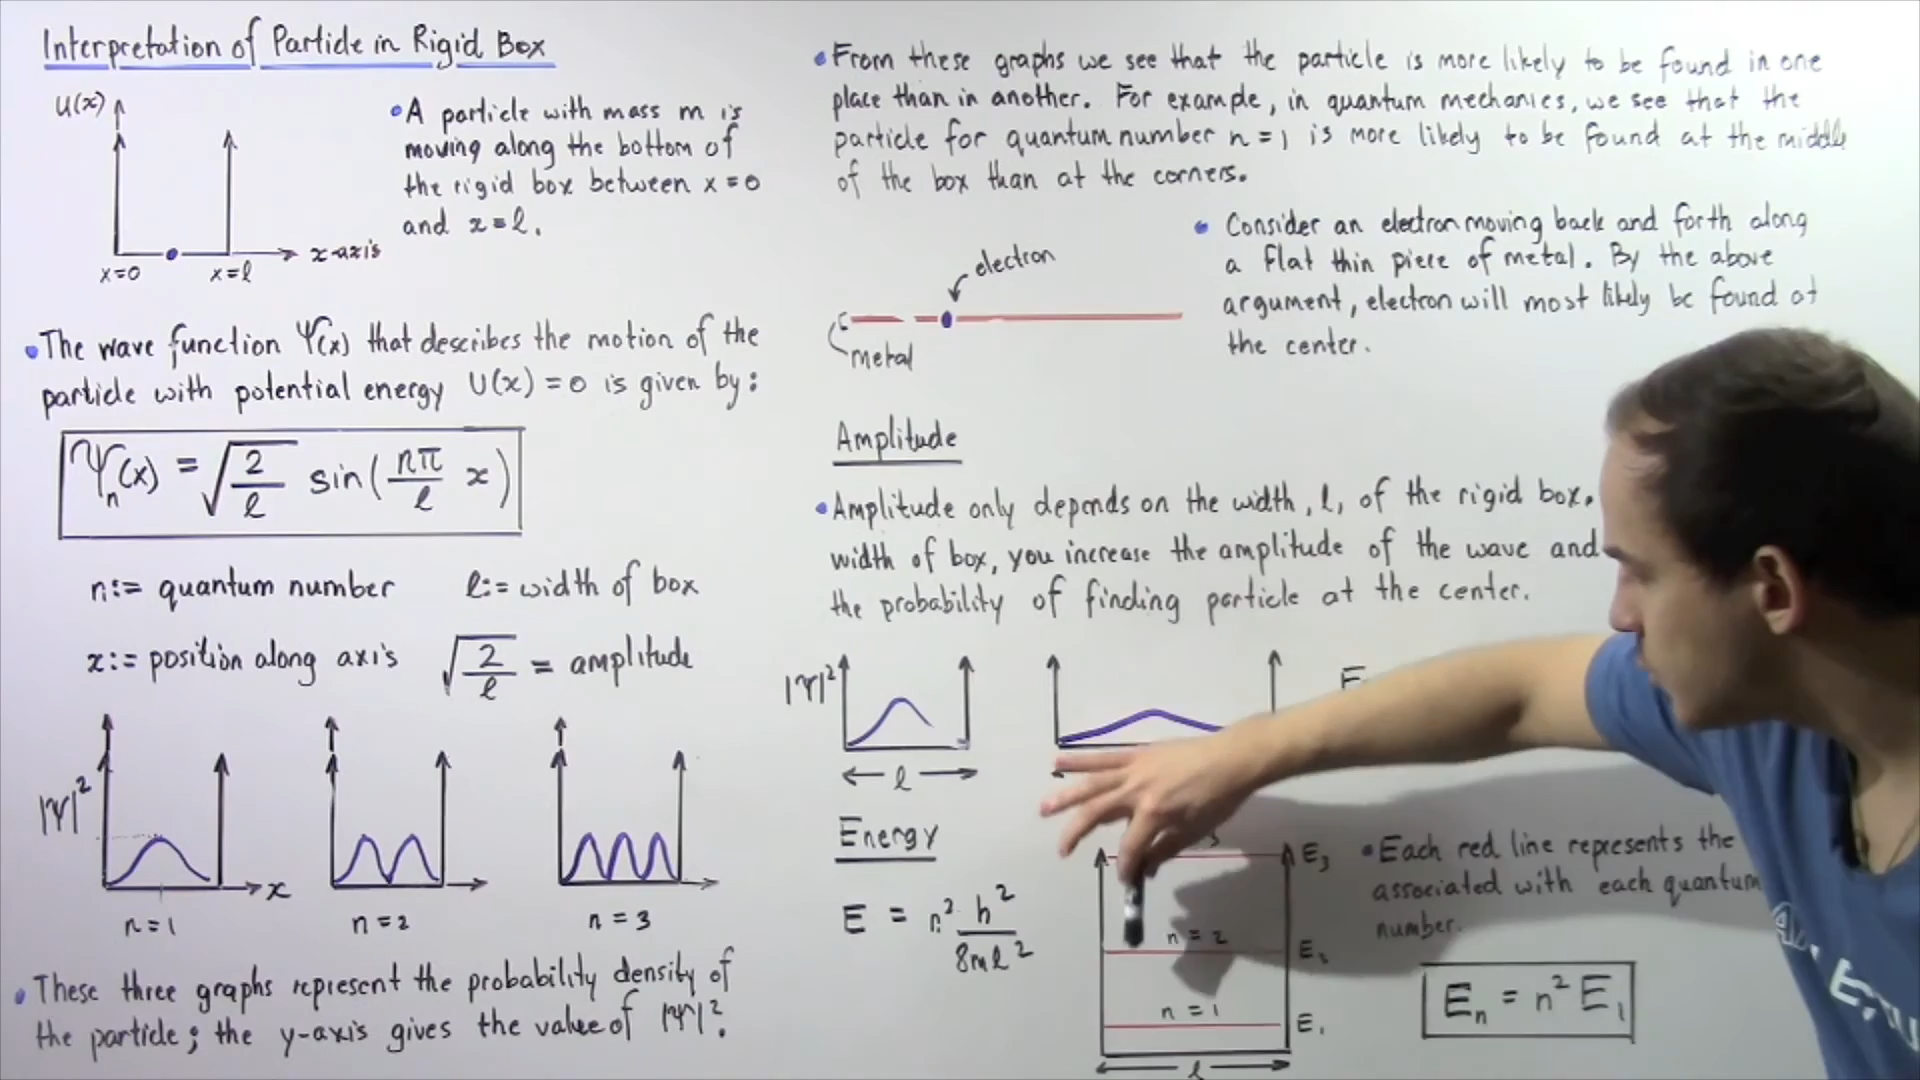 Interpretation of Particle in Rigid Box
U(x)
x-axis
x=0
x=l
• A particle with mass m is
moving along the bottom of
the rigid box between x=0
and x=l.
• The wave function Ψ(x) that describes the motion of the
particle with potential energy U(x)=0 is given by:
Ψₙ(x) = √(2/l) sin(nπ/l x)
n:= quantum number
l:= width of box
x:= position along axis
√(2/l) = amplitude
|Ψ|²
x
n=1
n=2
n=3
• These three graphs represent the probability density of
the particle; the y-axis gives the value of |Ψ|².
• From these graphs we see that the particle is more likely to be found in one
place than in another. For example, in quantum mechanics, we see that the
particle for quantum number n=1 is more likely to be found at the middle
of the box than at the corners.
electron
metal
• Consider an electron moving back and forth along
a flat thin piece of metal. By the above
argument, electron will most likely be found at
the center.
Amplitude
• Amplitude only depends on the width, l, of the rigid box.
width of box, you increase the amplitude of the wave and
the probability of finding particle at the center.
|Ψ|²
l
Energy
E = n² h²/8ml²
E₃
n=2
n=1
E₁
l
• Each red line represents the
associated with each quantum
number.
Eₙ = n² E₁